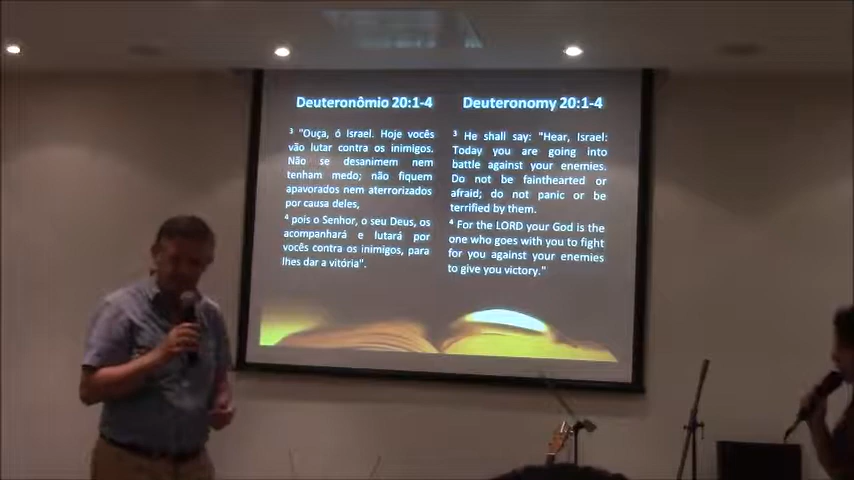 Deuteronômio 20:1-4
³ "Ouça, ó Israel. Hoje vocês
vão lutar contra os inimigos.
Não se desanimem nem
tenham medo; não fiquem
apavorados nem aterrorizados
por causa deles,
⁴ pois o Senhor, o seu Deus, os
acompanhará e lutará por
vocês contra os inimigos, para
lhes dar a vitória".
Deuteronomy 20:1-4
³ He shall say: "Hear, Israel:
Today you are going into
battle against your enemies.
Do not be fainthearted or
afraid; do not panic or be
terrified by them.
⁴ For the LORD your God is the
one who goes with you to fight
for you against your enemies
to give you victory."